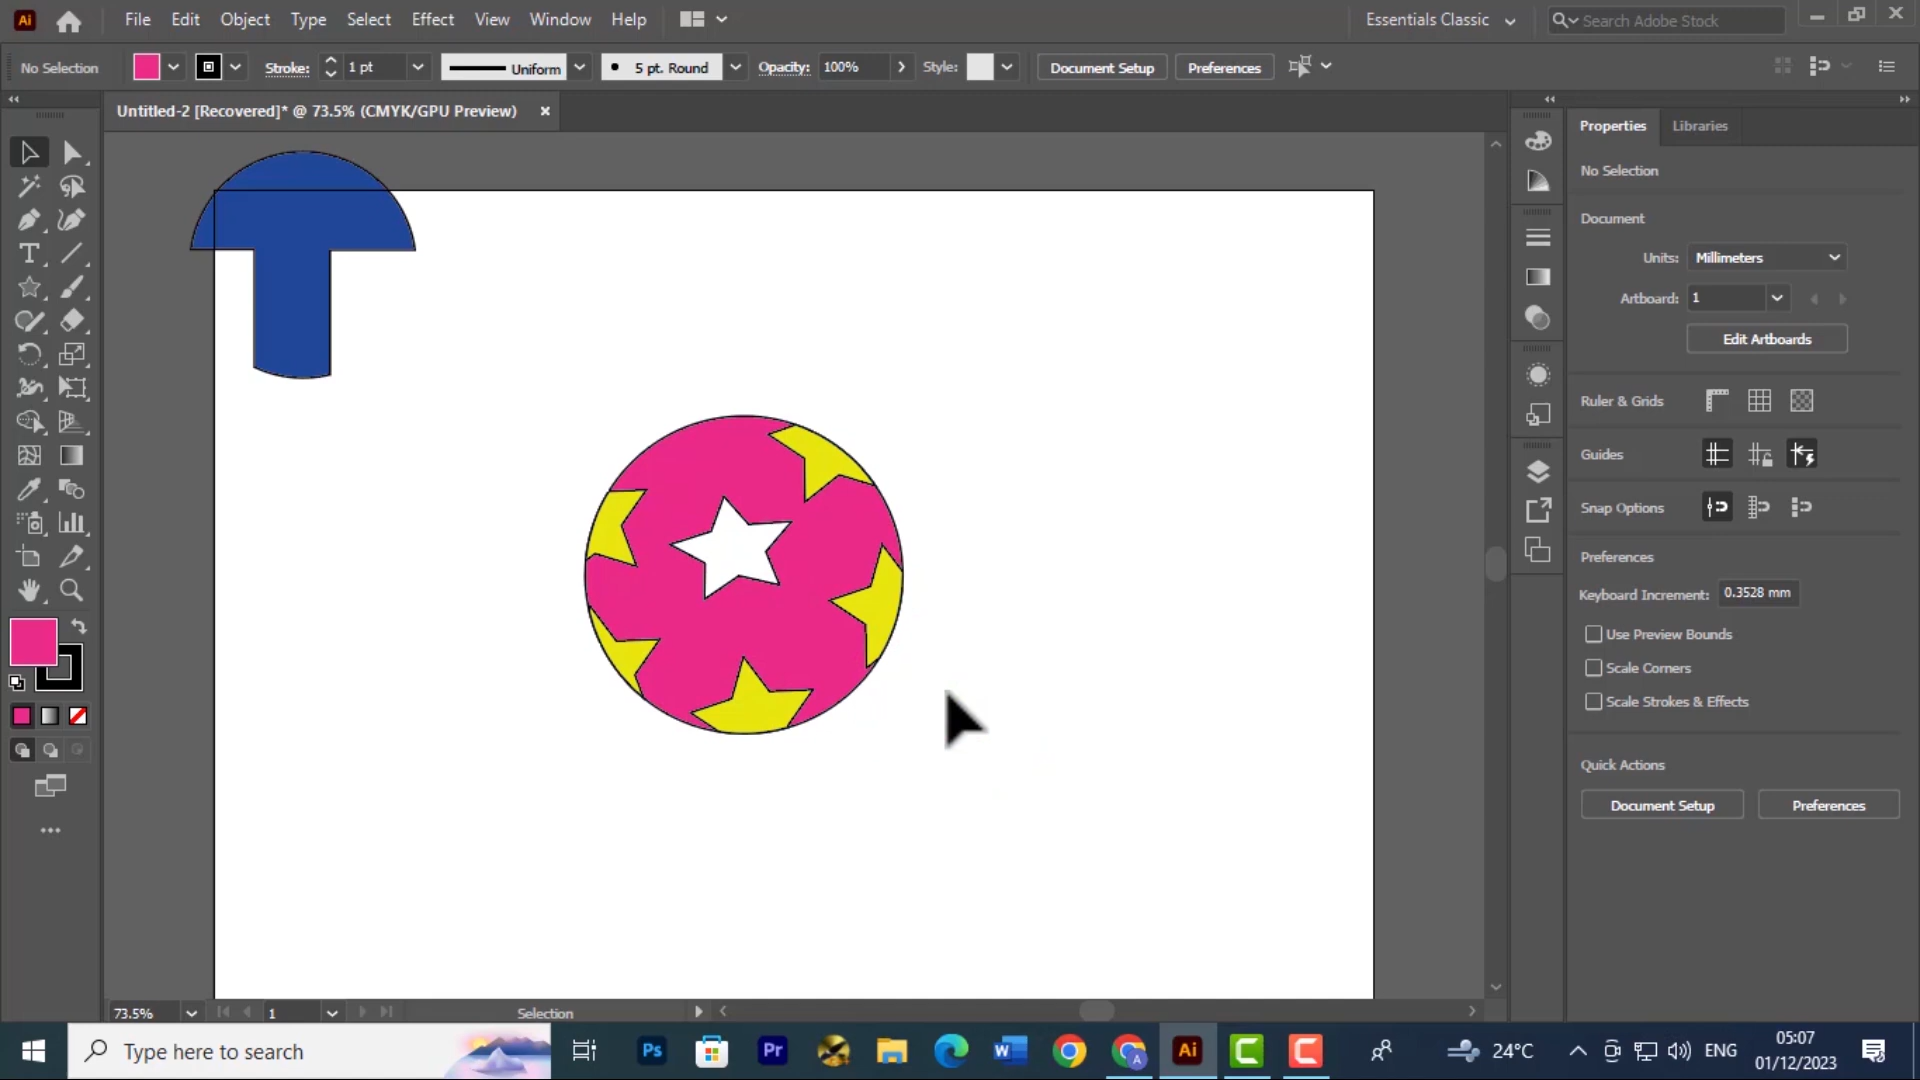 Ai File Edit Object Type Select Effect View Window Help Essentials Classic Search Adobe Stock
No Selection Stroke: 1 pt Uniform 5 pt. Round Opacity: 100% Style: Document Setup Preferences
Untitled-2 [Recovered]* @ 73.5% (CMYK/GPU Preview) ×
Properties Libraries
No Selection
Document
Units: Millimeters
Artboard: 1
Edit Artboards
Ruler & Grids
Guides
Snap Options
Preferences
Keyboard Increment: 0.3528 mm
Use Preview Bounds
Scale Corners
Scale Strokes & Effects
Quick Actions
Document Setup Preferences
73.5% 1 Selection
Type here to search Ps Pr W A Ai 24°C ENG 05:07
01/12/2023